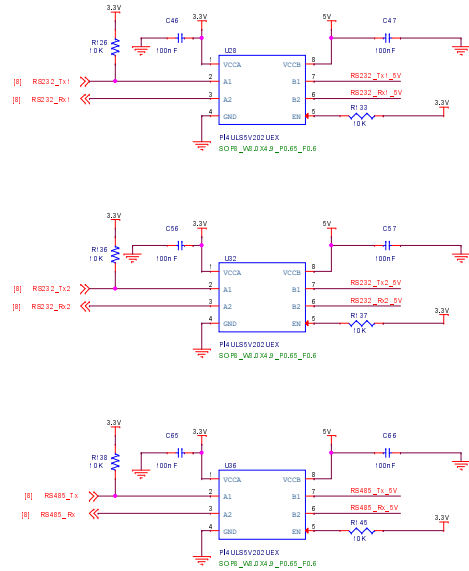 3.3V C46 3.3V 5V C47
R126 10K 100nF U28 100nF
1 VCCA VCCB 8
[8] RS232_Tx1 2 A1 B1 7 RS232_Tx1_5V
[8] RS232_Rx1 3 A2 B2 6 RS232_Rx1_5V R133 3.3V
4 GND EN 5 10K
PI4ULS5V202UEX
SOP8_W3.0X4.9_P0.65_F0.6
3.3V C56 3.3V 5V C57
R136 10K 100nF U32 100nF
1 VCCA VCCB 8
[8] RS232_Tx2 2 A1 B1 7 RS232_Tx2_5V
[8] RS232_Rx2 3 A2 B2 6 RS232_Rx2_5V 3.3V
4 GND EN 5 R137 10K
PI4ULS5V202UEX
SOP8_W3.0X4.9_P0.65_F0.6
3.3V C65 3.3V 5V C66
R138 10K 100nF U36 100nF
1 VCCA VCCB 8
[8] RS485_Tx 2 A1 B1 7 RS485_Tx_5V
[8] RS485_Rx 3 A2 B2 6 RS485_Rx_5V 3.3V
4 GND EN 5 R145 10K
PI4ULS5V202UEX
SOP8_W3.0X4.9_P0.65_F0.6